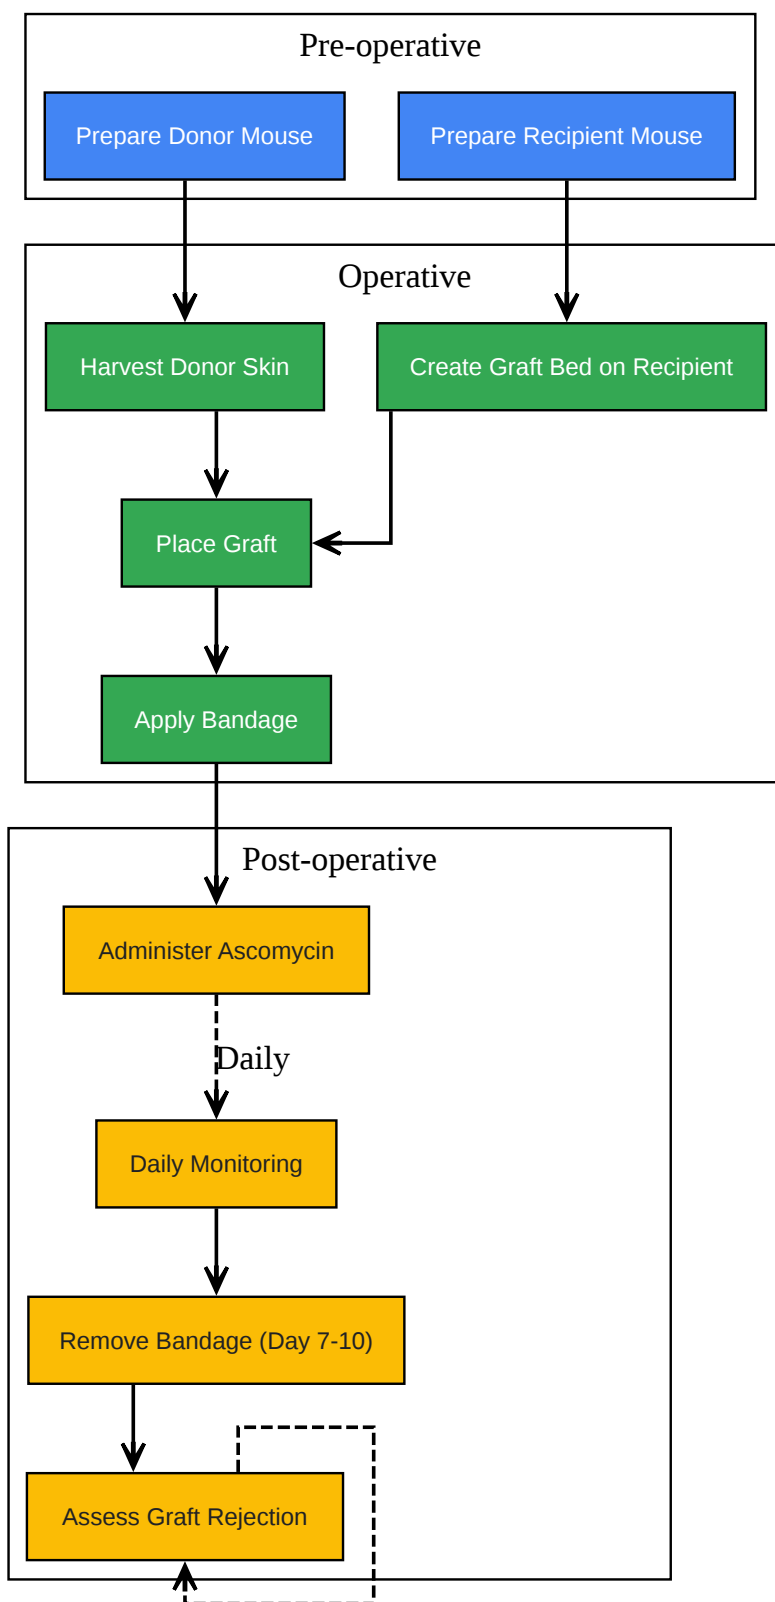 Pre-operative
Prepare Donor Mouse
Prepare Recipient Mouse
Operative
Harvest Donor Skin
Create Graft Bed on Recipient
Place Graft
Apply Bandage
Post-operative
Administer Ascomycin
Daily
Daily Monitoring
Remove Bandage (Day 7-10)
Assess Graft Rejection